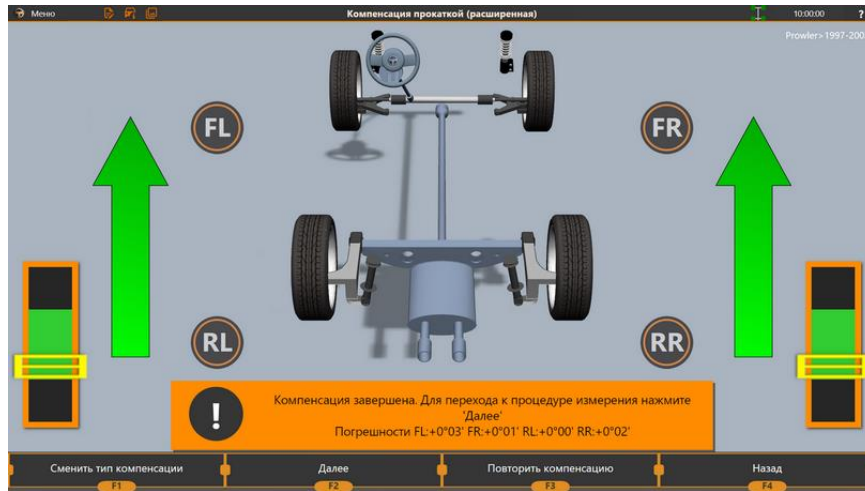 Меню
Компенсация прокаткой (расширенная)
10:00:00
?
Prowler>1997-200
FL
FR
RL
RR
!
Компенсация завершена. Для перехода к процедуре измерения нажмите
'Далее'
Погрешности FL:+0°03' FR:+0°01' RL:+0°00' RR:+0°02'
Сменить тип компенсации
Далее
Повторить компенсацию
Назад
F1
F2
F3
F4